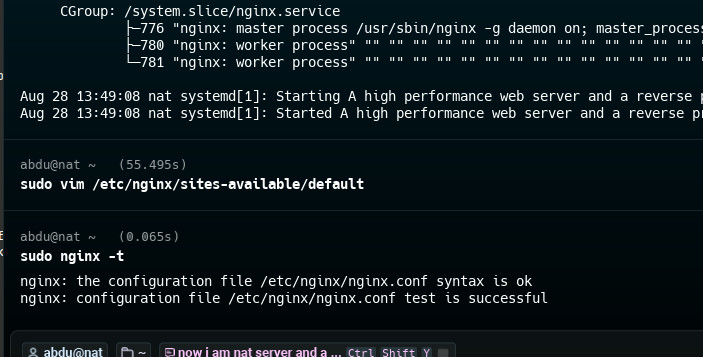 CGroup: /system.slice/nginx.service
├─776 "nginx: master process /usr/sbin/nginx -g daemon on; master_process
├─780 "nginx: worker process" "" "" "" "" "" "" "" "" "" "" "" "" "" ""
└─781 "nginx: worker process" "" "" "" "" "" "" "" "" "" "" "" "" "" ""
Aug 28 13:49:08 nat systemd[1]: Starting A high performance web server and a reverse p
Aug 28 13:49:08 nat systemd[1]: Started A high performance web server and a reverse pr
abdu@nat ~ (55.495s)
sudo vim /etc/nginx/sites-available/default
abdu@nat ~ (0.065s)
sudo nginx -t
nginx: the configuration file /etc/nginx/nginx.conf syntax is ok
nginx: configuration file /etc/nginx/nginx.conf test is successful
abdu@nat ~ now i am nat server and a ... Ctrl Shift Y